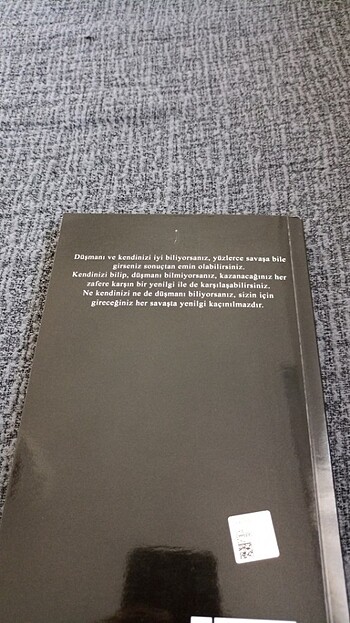 Düşmanı ve kendinizi iyi biliyorsanız, yüzlerce savaşa bile
girseniz sonuçtan emin olabilirsiniz.
Kendinizi bilip, düşmanı bilmiyorsanız, kazanacağınız her
zafere karşın bir yenilgi ile de karşılaşabilirsiniz.
Ne kendinizi ne de düşmanı biliyorsanız, sizin için
gireceğiniz her savaşta yenilgi kaçınılmazdır.